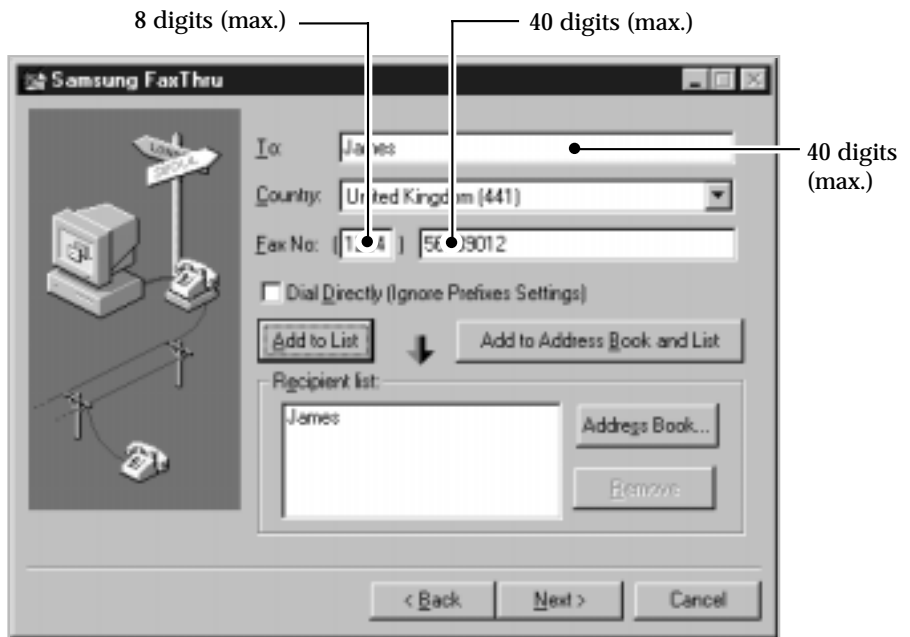 8 digits (max.) 40 digits (max.)
Samsung FaxThru
LONDON
SEOUL
To: James
40 digits
(max.)
Country: United Kingdom (441)
Fax No: ( ) 
Dial Directly (Ignore Prefixes Settings)
Add to List Add to Address Book and List
Recipient list:
James
Address Book...
Remove
< Back Next > Cancel